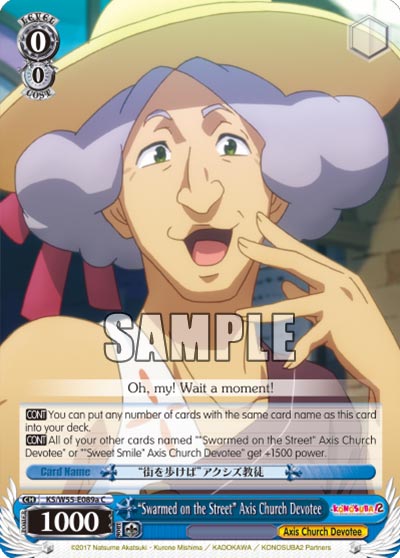 LEVEL
0
0
COST
SAMPLE
Oh, my! Wait a moment!
CONT You can put any number of cards with the same card name as this card
into your deck.
CONT All of your other cards named ""Swarmed on the Street" Axis Church
Devotee" or ""Sweet Smile" Axis Devotee" get +1500 power.
Card Name
"街を歩けば"アクシズ教徒
CH
KS/W55-E089a C
POWER
1000
"Swarmed on the Street" Axis Church Devotee
KONOSUBA 2
Axis Church Devotee
©2017 Natsume Akatsuki・Kurone Mishima / KADOKAWA / KONOSUBA2 Partners